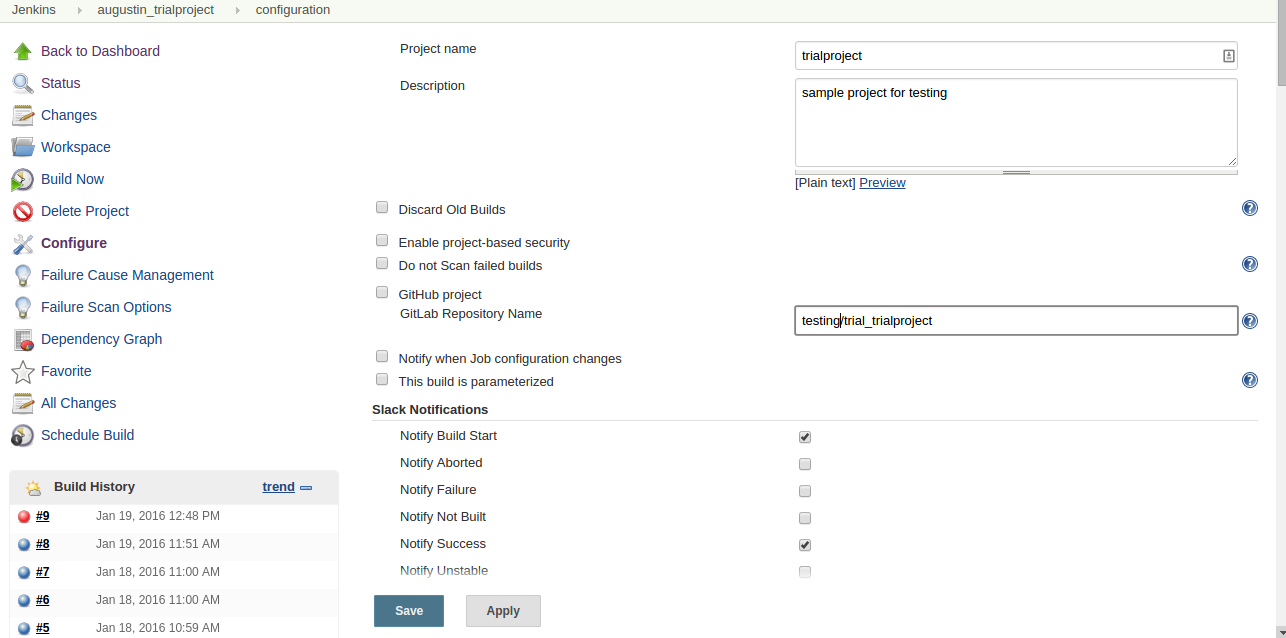 Jenkins augustin_trialproject configuration
Back to Dashboard
Status
Changes
Workspace
Build Now
Delete Project
Configure
Failure Cause Management
Failure Scan Options
Dependency Graph
Favorite
All Changes
Schedule Build
Build History trend
#9 Jan 19, 2016 12:48 PM
#8 Jan 19, 2016 11:51 AM
#7 Jan 18, 2016 11:00 AM
#6 Jan 18, 2016 11:00 AM
#5 Jan 18, 2016 10:59 AM
Project name trialproject
Description sample project for testing
[Plain text] Preview
Discard Old Builds
Enable project-based security
Do not Scan failed builds
GitHub project
GitLab Repository Name testing/trial_trialproject
Notify when Job configuration changes
This build is parameterized
Slack Notifications
Notify Build Start
Notify Aborted
Notify Failure
Notify Not Built
Notify Success
Notify Unstable
Save Apply